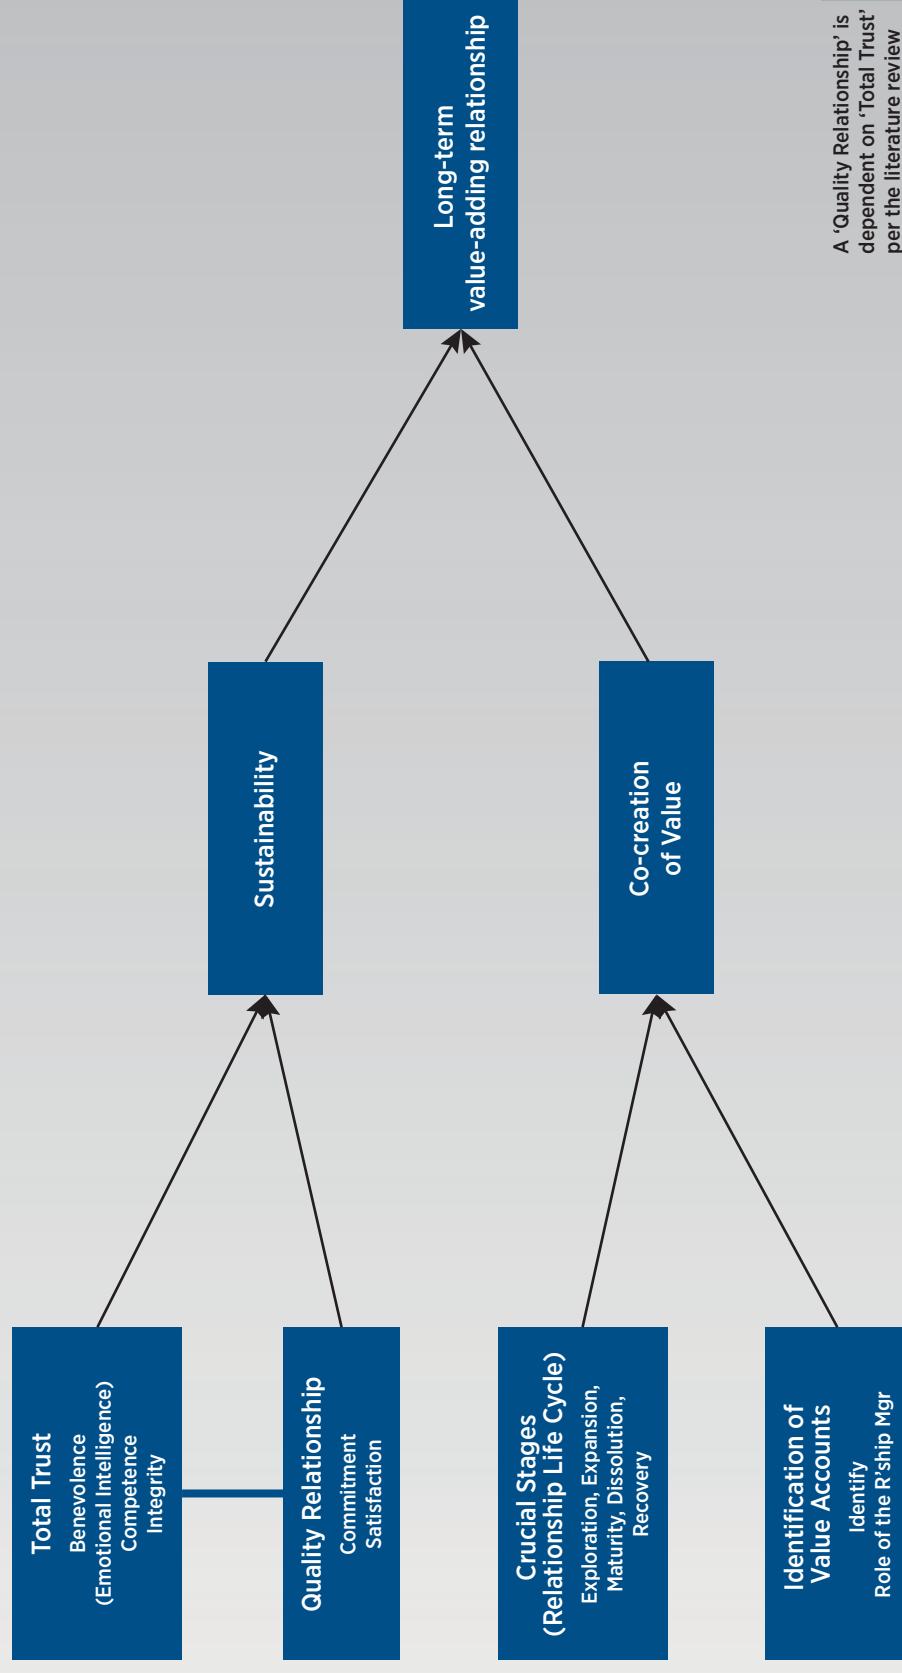 Total Trust
Benevolence
(Emotional Intelligence)
Competence
Integrity
Quality Relationship
Commitment
Satisfaction
Crucial Stages
(Relationship Life Cycle)
Exploration, Expansion,
Maturity, Dissolution,
Recovery
Identification of
Value Accounts
Identify
Role of the R’ship Mgr
Sustainability
Co-creation
of Value
Long-term
value-adding relationship
A ‘Quality Relationship’ is
dependent on ‘Total Trust’
per the literature review